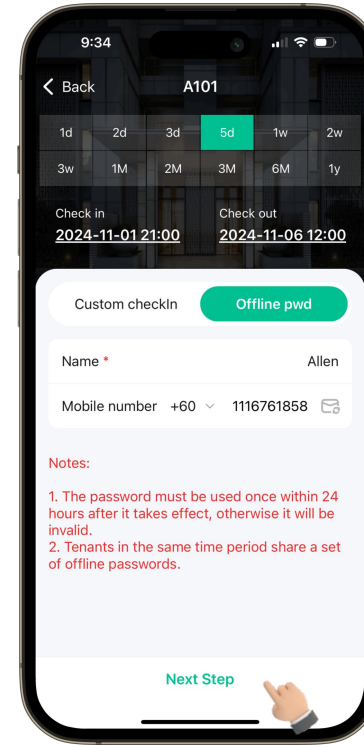 9:34
Back A101
1d 2d 3d 5d 1w 2w
3w 1M 2M 3M 6M 1y
Check in Check out
2024-11-01 21:00 2024-11-06 12:00
Custom checkIn Offline pwd
Name * Allen
Mobile number +60 1116761858
Notes:
1. The password must be used once within 24
hours after it takes effect, otherwise it will be
invalid.
2. Tenants in the same time period share a set
of offline passwords.
Next Step